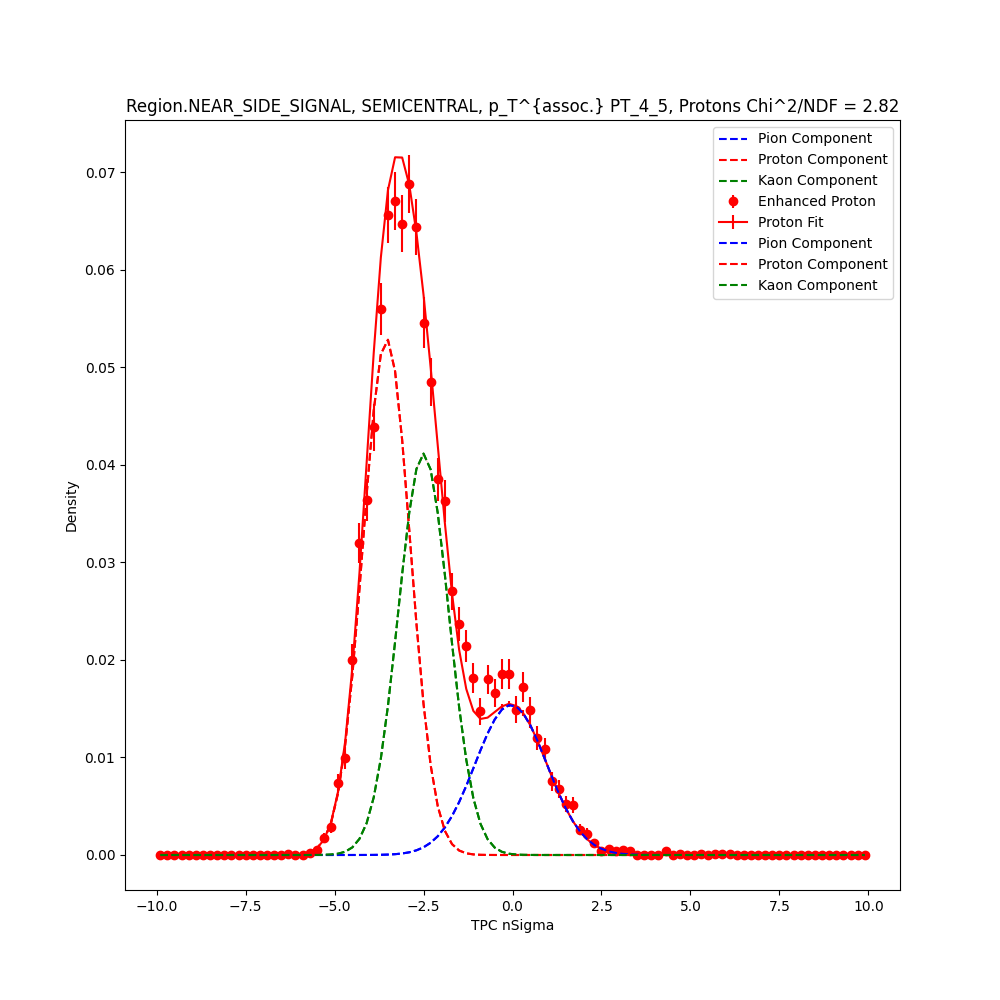 Region.NEAR_SIDE_SIGNAL, SEMICENTRAL, p_T^{assoc.} PT_4_5, Protons Chi^2/NDF = 2.82
Pion Component
Proton Component
Kaon Component
Enhanced Proton
Proton Fit
Pion Component
Proton Component
Kaon Component
0.07
0.06
0.05
0.04
0.03
0.02
0.01
0.00
Density
−10.0 −7.5 −5.0 −2.5 0.0 2.5 5.0 7.5 10.0
TPC nSigma